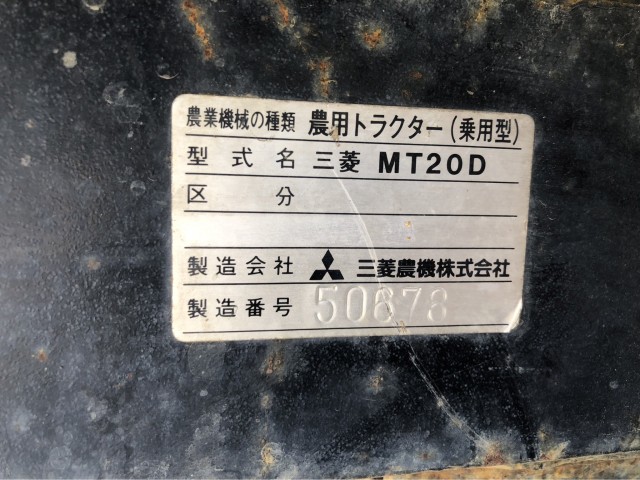 農業機械の種類 農用トラクター(乗用型)
型式名 三菱 MT20D
区分
製造会社 三菱農機株式会社
製造番号 50678